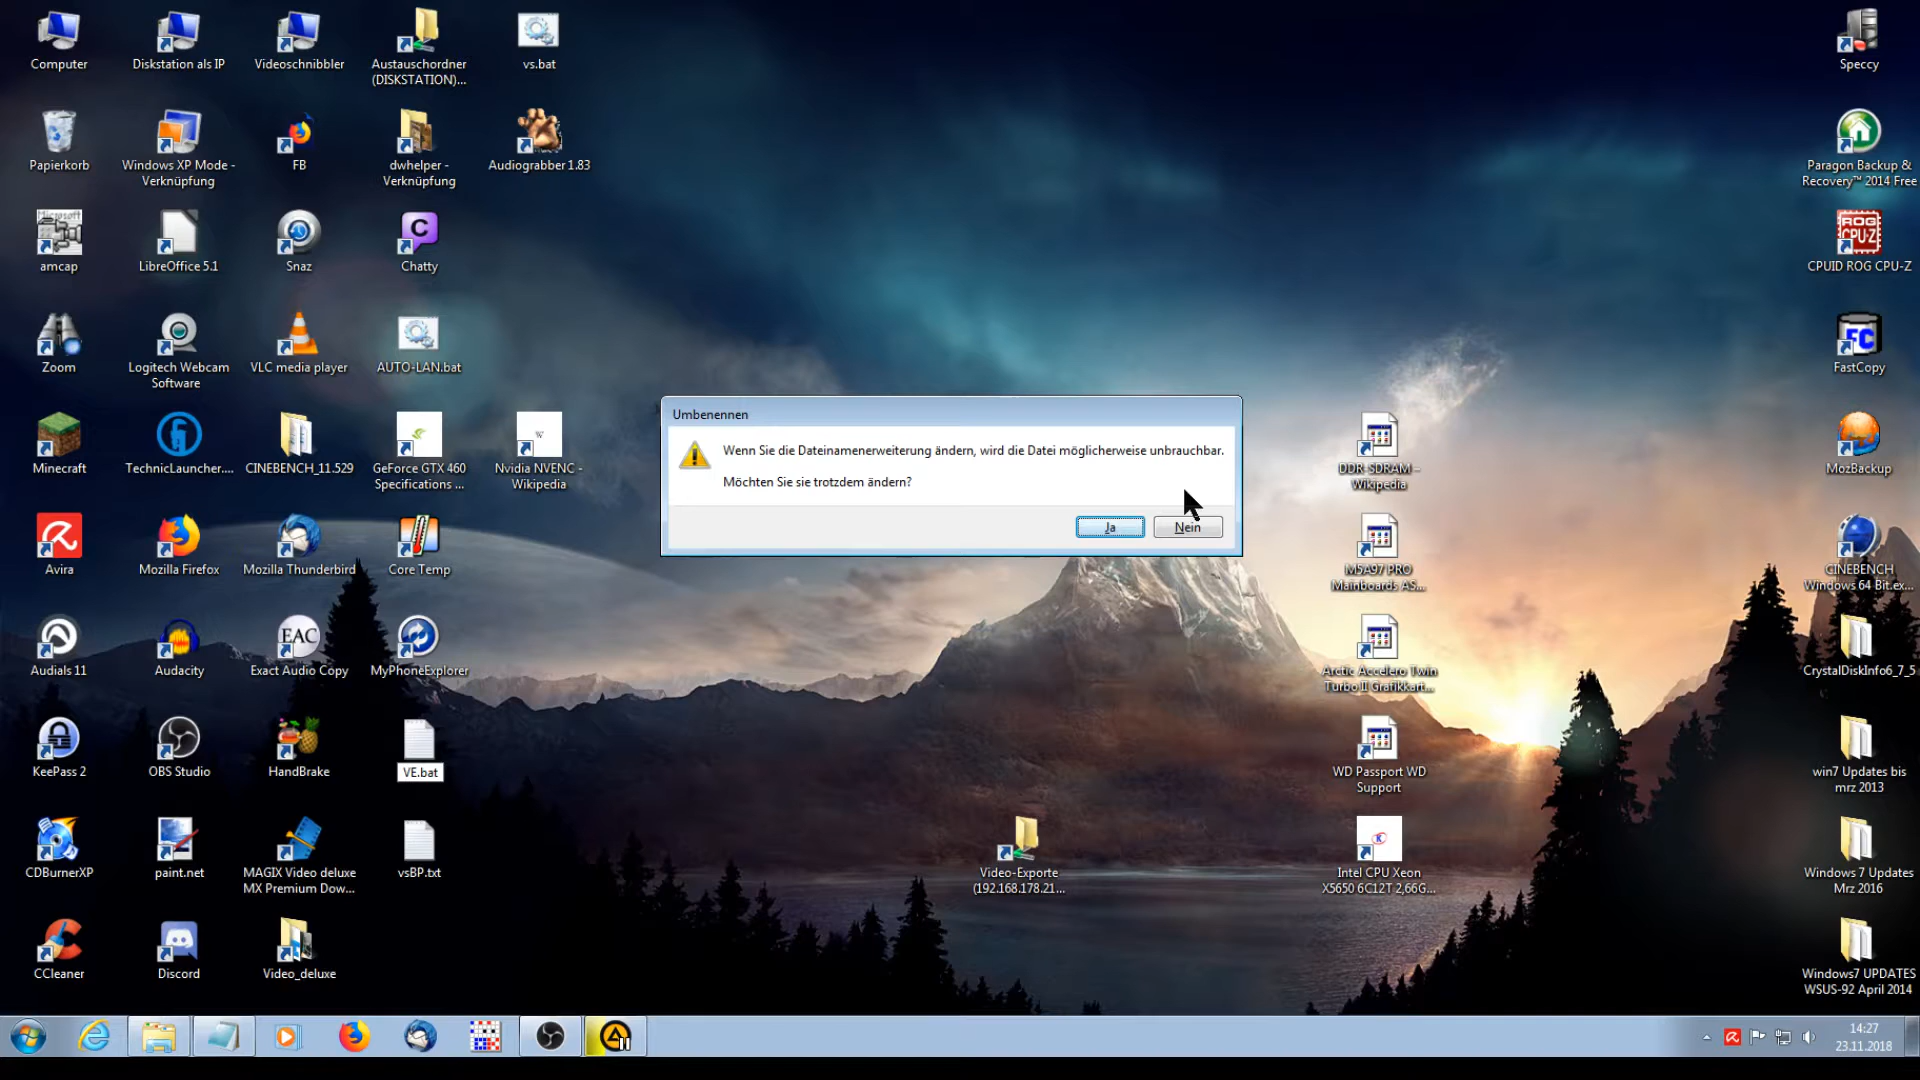 Computer
Diskstation als IP
Videoschnibbler
Austauschordner
(DISKSTATION)...
vs.bat
Speccy
Papierkorb
Windows XP Mode -
Verknüpfung
FB
dwhelper -
Verknüpfung
Audiograbber 1.83
Paragon Backup &
Recovery™ 2014 Free
Microsoft
amcap
LibreOffice 5.1
Snaz
C
Chatty
ROG
CPU-Z
CPUID ROG CPU-Z
Zoom
Logitech Webcam
Software
VLC media player
AUTO-LAN.bat
FC
FastCopy
Minecraft
TechnicLauncher....
CINEBENCH_11.529
GeForce GTX 460
Specifications ...
W
Nvidia NVENC -
Wikipedia
Umbenennen
Wenn Sie die Dateinamenerweiterung ändern, wird die Datei möglicherweise unbrauchbar.
Möchten Sie sie trotzdem ändern?
Ja
Nein
DDR-SDRAM –
Wikipedia
MozBackup
Avira
Mozilla Firefox
Mozilla Thunderbird
Core Temp
M5A97 PRO
Mainboards AS...
CINEBENCH
Windows 64 Bit.ex...
Audials 11
Audacity
EAC
Exact Audio Copy
MyPhoneExplorer
Arctic Accelero Twin
Turbo II Grafikkart...
CrystalDiskInfo6_7_5
KeePass 2
OBS Studio
HandBrake
VE.bat
WD Passport WD
Support
win7 Updates bis
mrz 2013
CDBurnerXP
paint.net
MAGIX Video deluxe
MX Premium Dow...
vsBP.txt
Video-Exporte
(192.168.178.21...
K
Intel CPU Xeon
X5650 6C12T 2,66G...
Windows 7 Updates
Mrz 2016
CCleaner
Discord
Video_deluxe
Windows7 UPDATES
WSUS-92 April 2014
14:27
23.11.2018